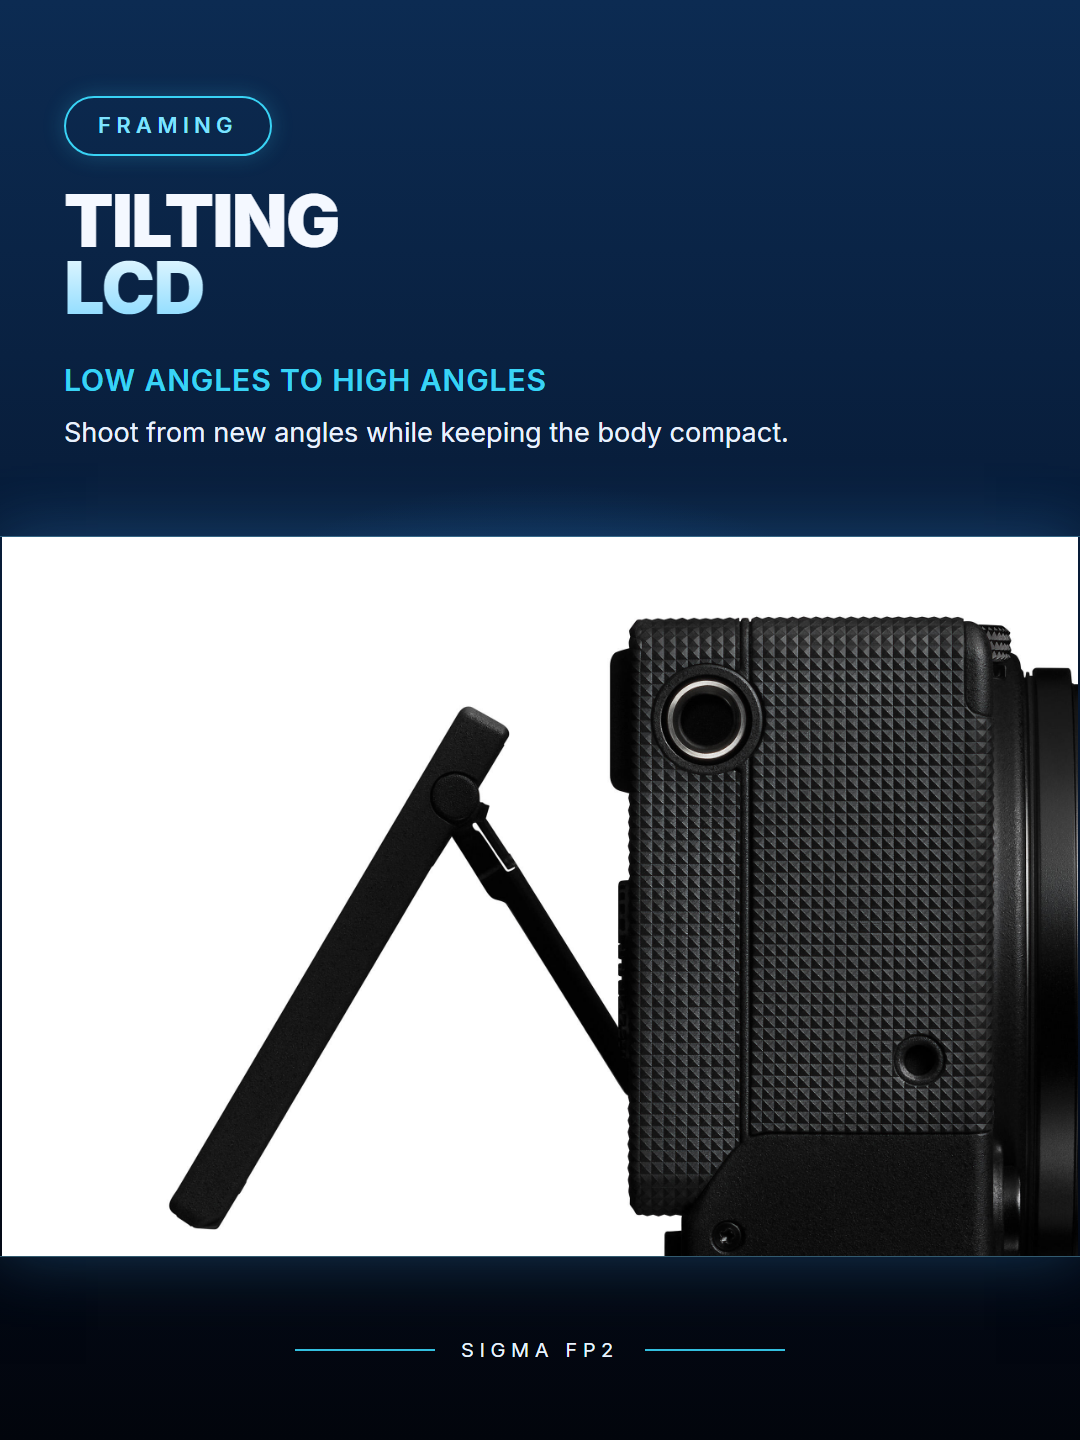 FRAMING
TILTING
LCD
LOW ANGLES TO HIGH ANGLES
Shoot from new angles while keeping the body compact.
SIGMA FP2